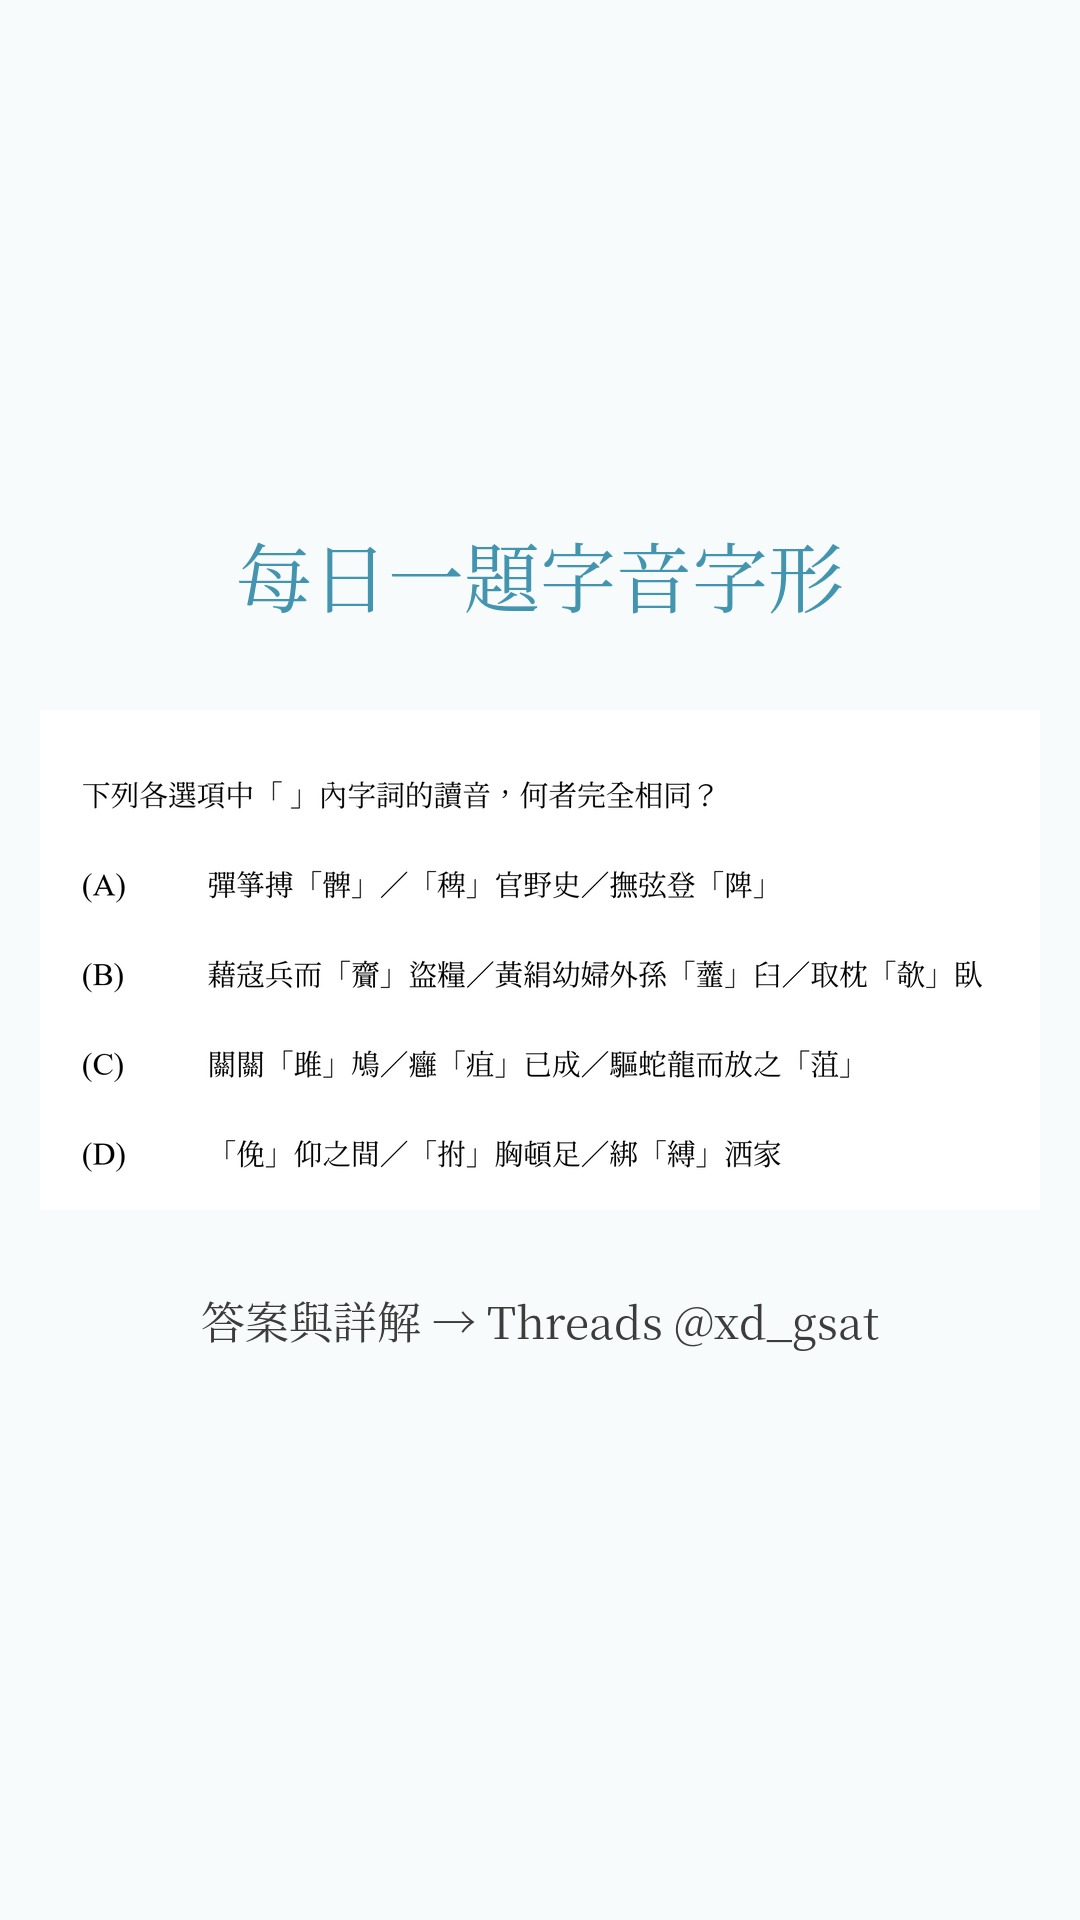 每日一題字音字形
下列各選項中「 」內字詞的讀音，何者完全相同？
(A) 彈箏搏「髀」／「稗」官野史／撫弦登「陴」
(B) 藉寇兵而「齎」盜糧／黃絹幼婦外孫「虀」臼／取枕「欹」臥
(C) 關關「雎」鳩／癰「疽」已成／驅蛇龍而放之「菹」
(D) 「俛」仰之間／「拊」胸頓足／綁「縛」洒家
答案與詳解 → Threads @xd_gsat